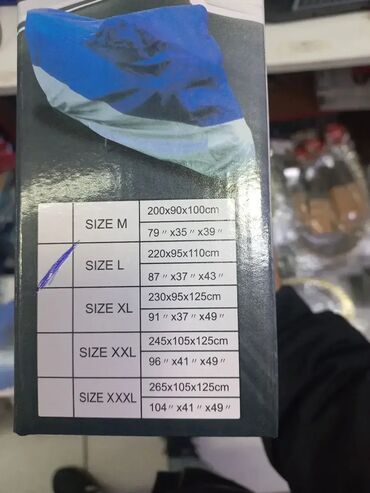 SIZE M 200x90x100cm
79 〃 x35 〃 x39 〃
SIZE L 220x95x110cm
87 〃 x37 〃 x43 〃
SIZE XL 230x95x125cm
91 〃 x37 〃 x49 〃
SIZE XXL 245x105x125cm
96 〃 x41 〃 x49 〃
SIZE XXXL 265x105x125cm
104 〃 x41 〃 x49 〃